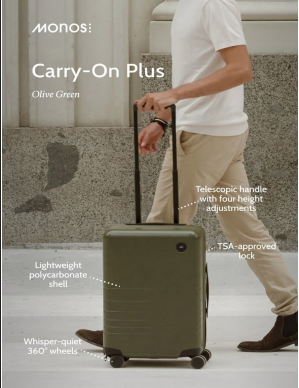 MONOS
Carry-On Plus
Olive Green
Telescopic handle
with four height
adjustments
TSA-approved
lock
Lightweight
polycarbonate
shell
Whisper-quiet
360° wheels